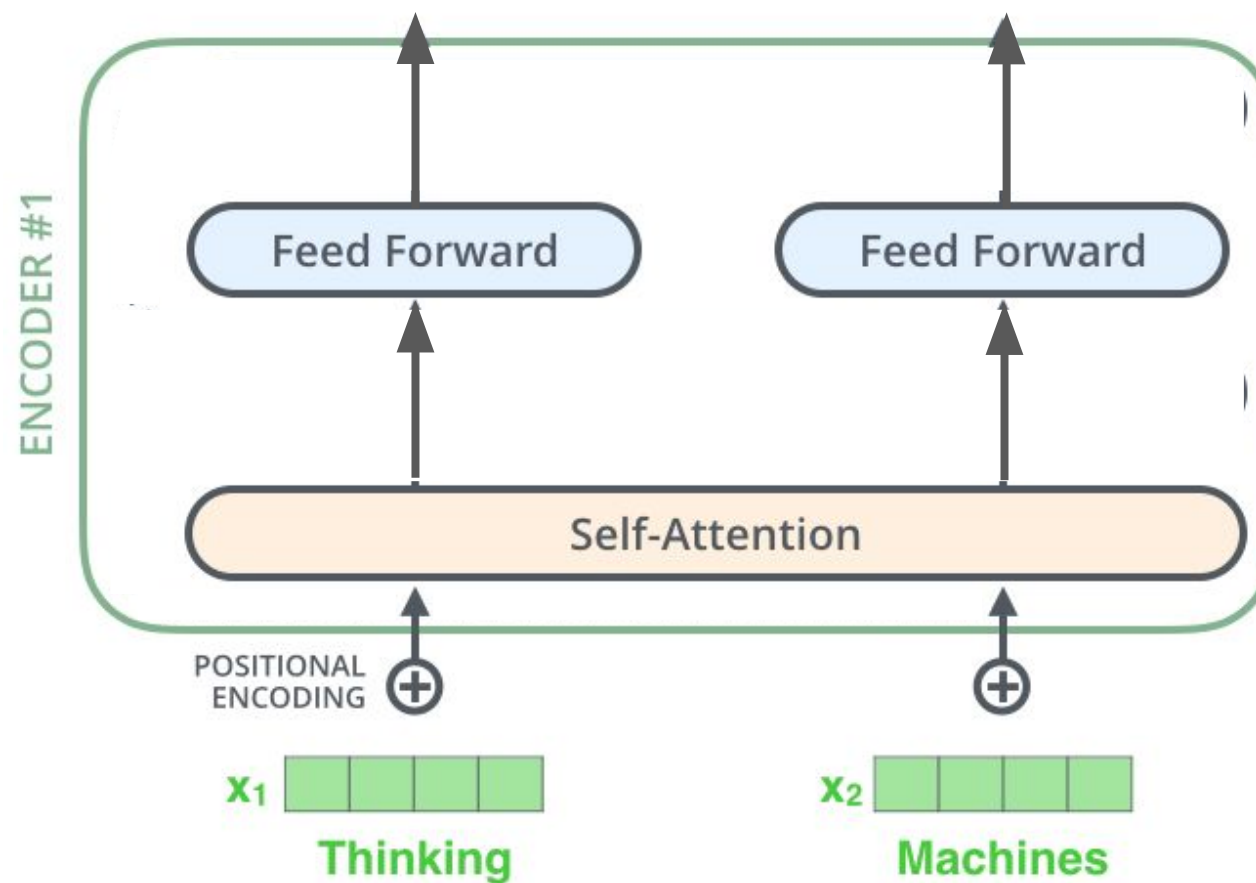 ENCODER #1
Feed Forward
Feed Forward
Self-Attention
POSITIONAL
ENCODING
x₁
x₂
Thinking
Machines